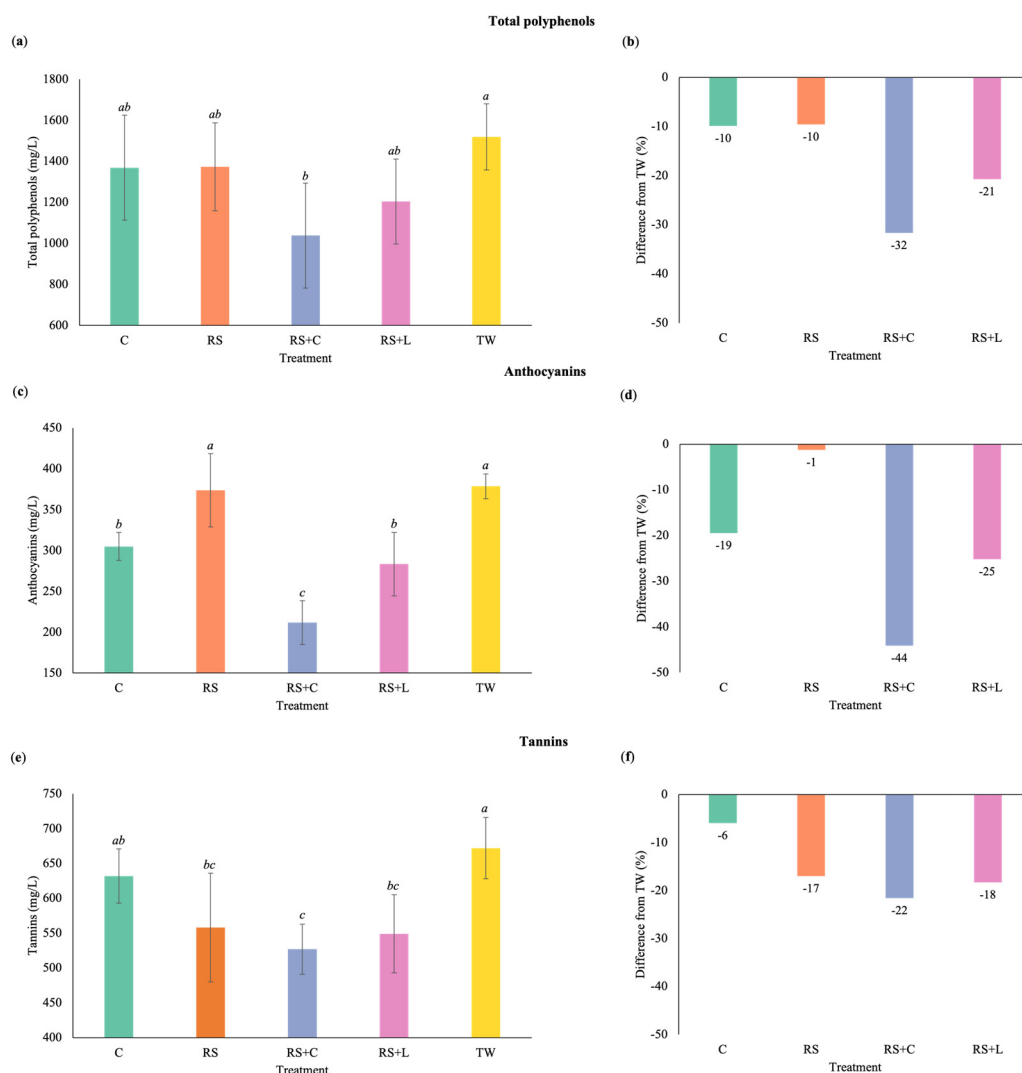 Total polyphenols
(a)
1800
1600
1400
1200
1000
800
600
Total polyphenols (mg/L)
ab
ab
b
ab
a
C RS RS+C RS+L TW
Treatment
(b)
0
-10
-20
-30
-40
-50
Difference from TW (%)
-10
-10
-32
-21
C RS RS+C RS+L
Treatment
Anthocyanins
(c)
450
400
350
300
250
200
150
Anthocyanins (mg/L)
b
a
c
b
a
C RS RS+C RS+L TW
Treatment
(d)
0
-10
-20
-30
-40
-50
Difference from TW (%)
-19
-1
-44
-25
C RS RS+C RS+L
Treatment
Tannins
(e)
750
700
650
600
550
500
450
400
Tannins (mg/L)
ab
bc
c
bc
a
C RS RS+C RS+L TW
Treatment
(f)
0
-10
-20
-30
-40
-50
Difference from TW (%)
-6
-17
-22
-18
C RS RS+C RS+L
Treatment